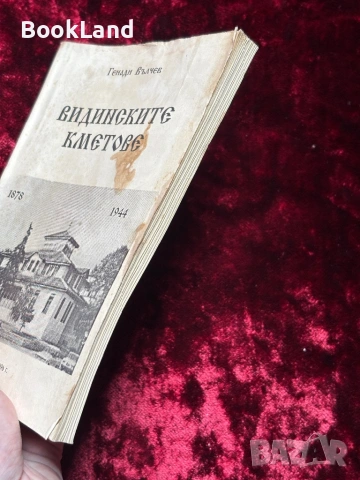 BookLand
Генади Вълчев
ВИДИНСКИТЕ
КМЕТОВЕ
1878
1944
BAZAR